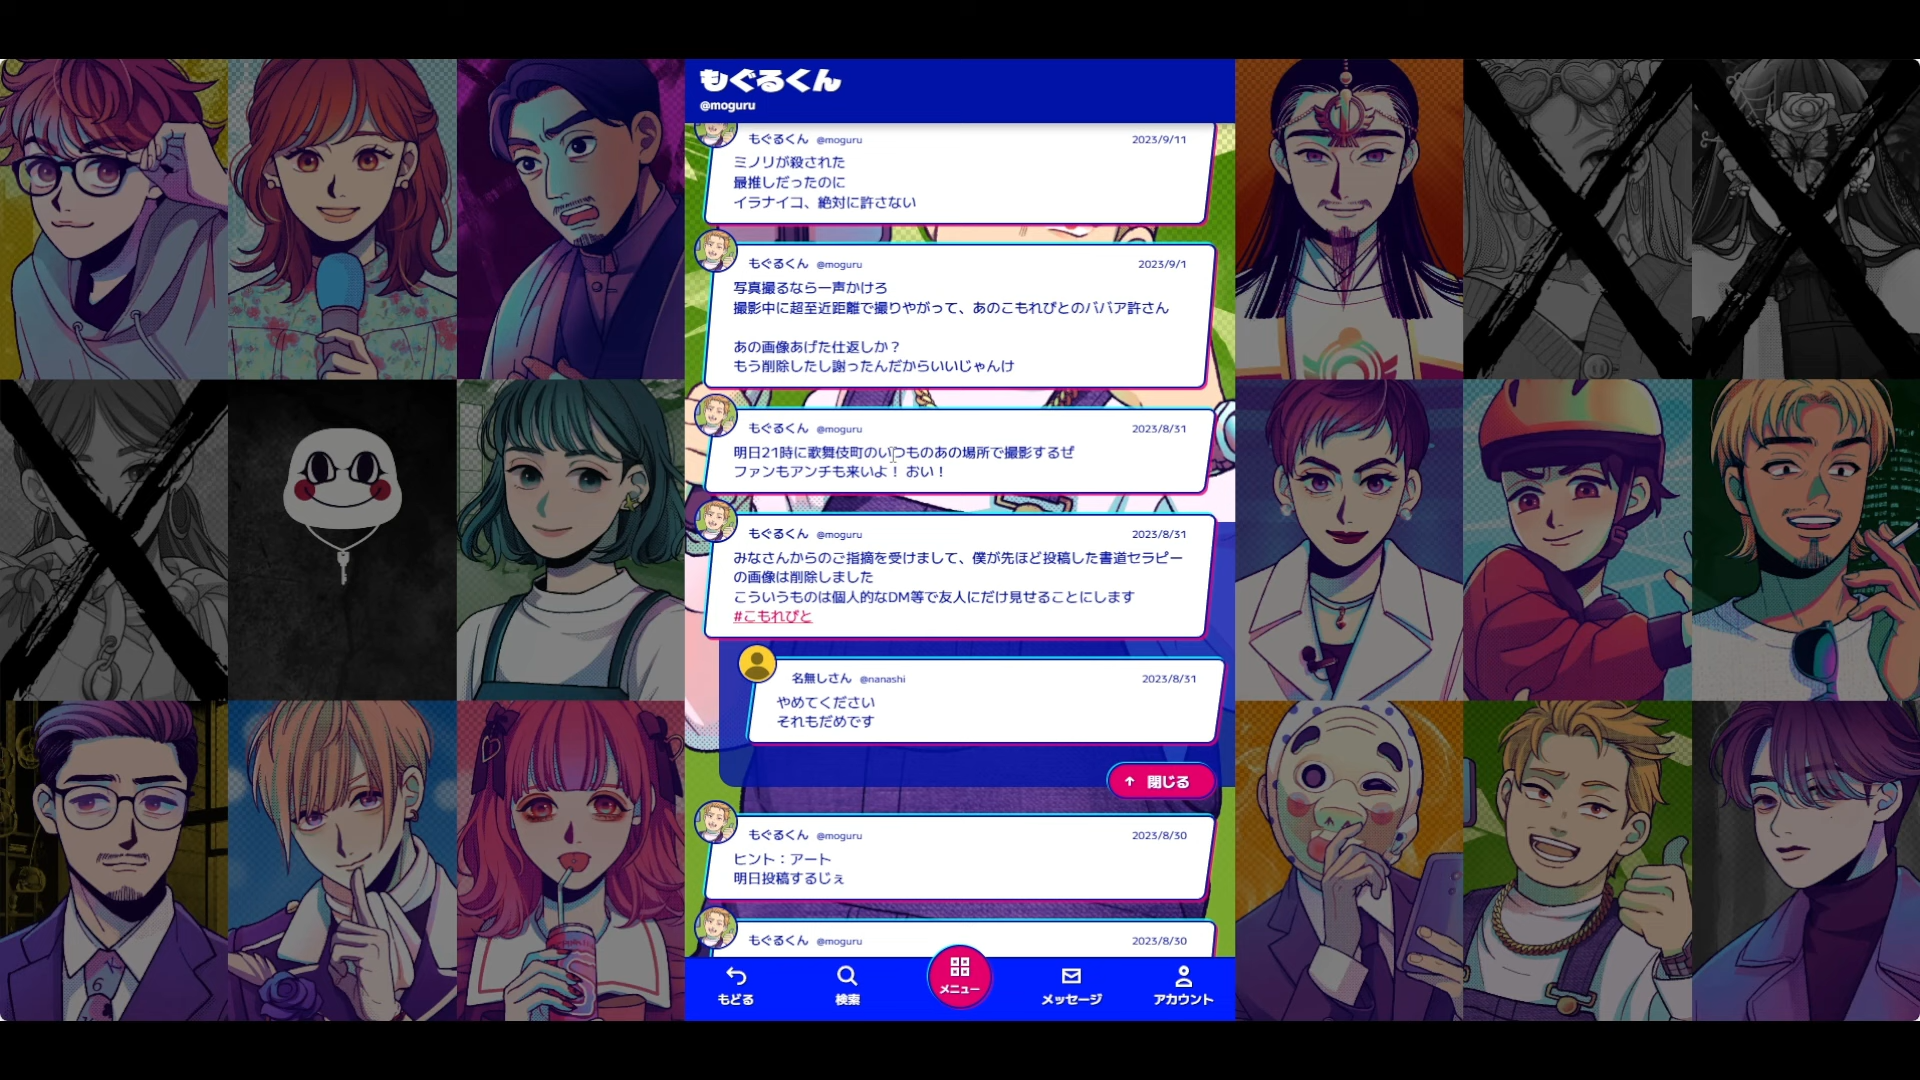 もぐるくん
@moguru
もぐるくん @moguru 2023/9/11
ミノリが殺された
最推しだったのに
イラナイコ、絶対に許さない
もぐるくん @moguru 2023/9/1
写真撮るなら一声かけろ
撮影中に超至近距離で撮りやがって、あのこもれびとのババア許さん
あの画像あげた仕返しか？
もう削除したし謝ったんだからいいじゃんけ
もぐるくん @moguru 2023/8/31
明日21時に歌舞伎町のいつものあの場所で撮影するぜ
ファンもアンチも来いよ！ おい！
もぐるくん @moguru 2023/8/31
みなさんからのご指摘を受けまして、僕が先ほど投稿した書道セラピー
の画像は削除しました
こういうものは個人的なDM等で友人にだけ見せることにします
#こもれびと
名無しさん @nanashi 2023/8/31
やめてください
それもだめです
↑ 閉じる
もぐるくん @moguru 2023/8/30
ヒント：アート
明日投稿するじぇ
もぐるくん @moguru 2023/8/30
もどる 検索 メニュー メッセージ アカウント